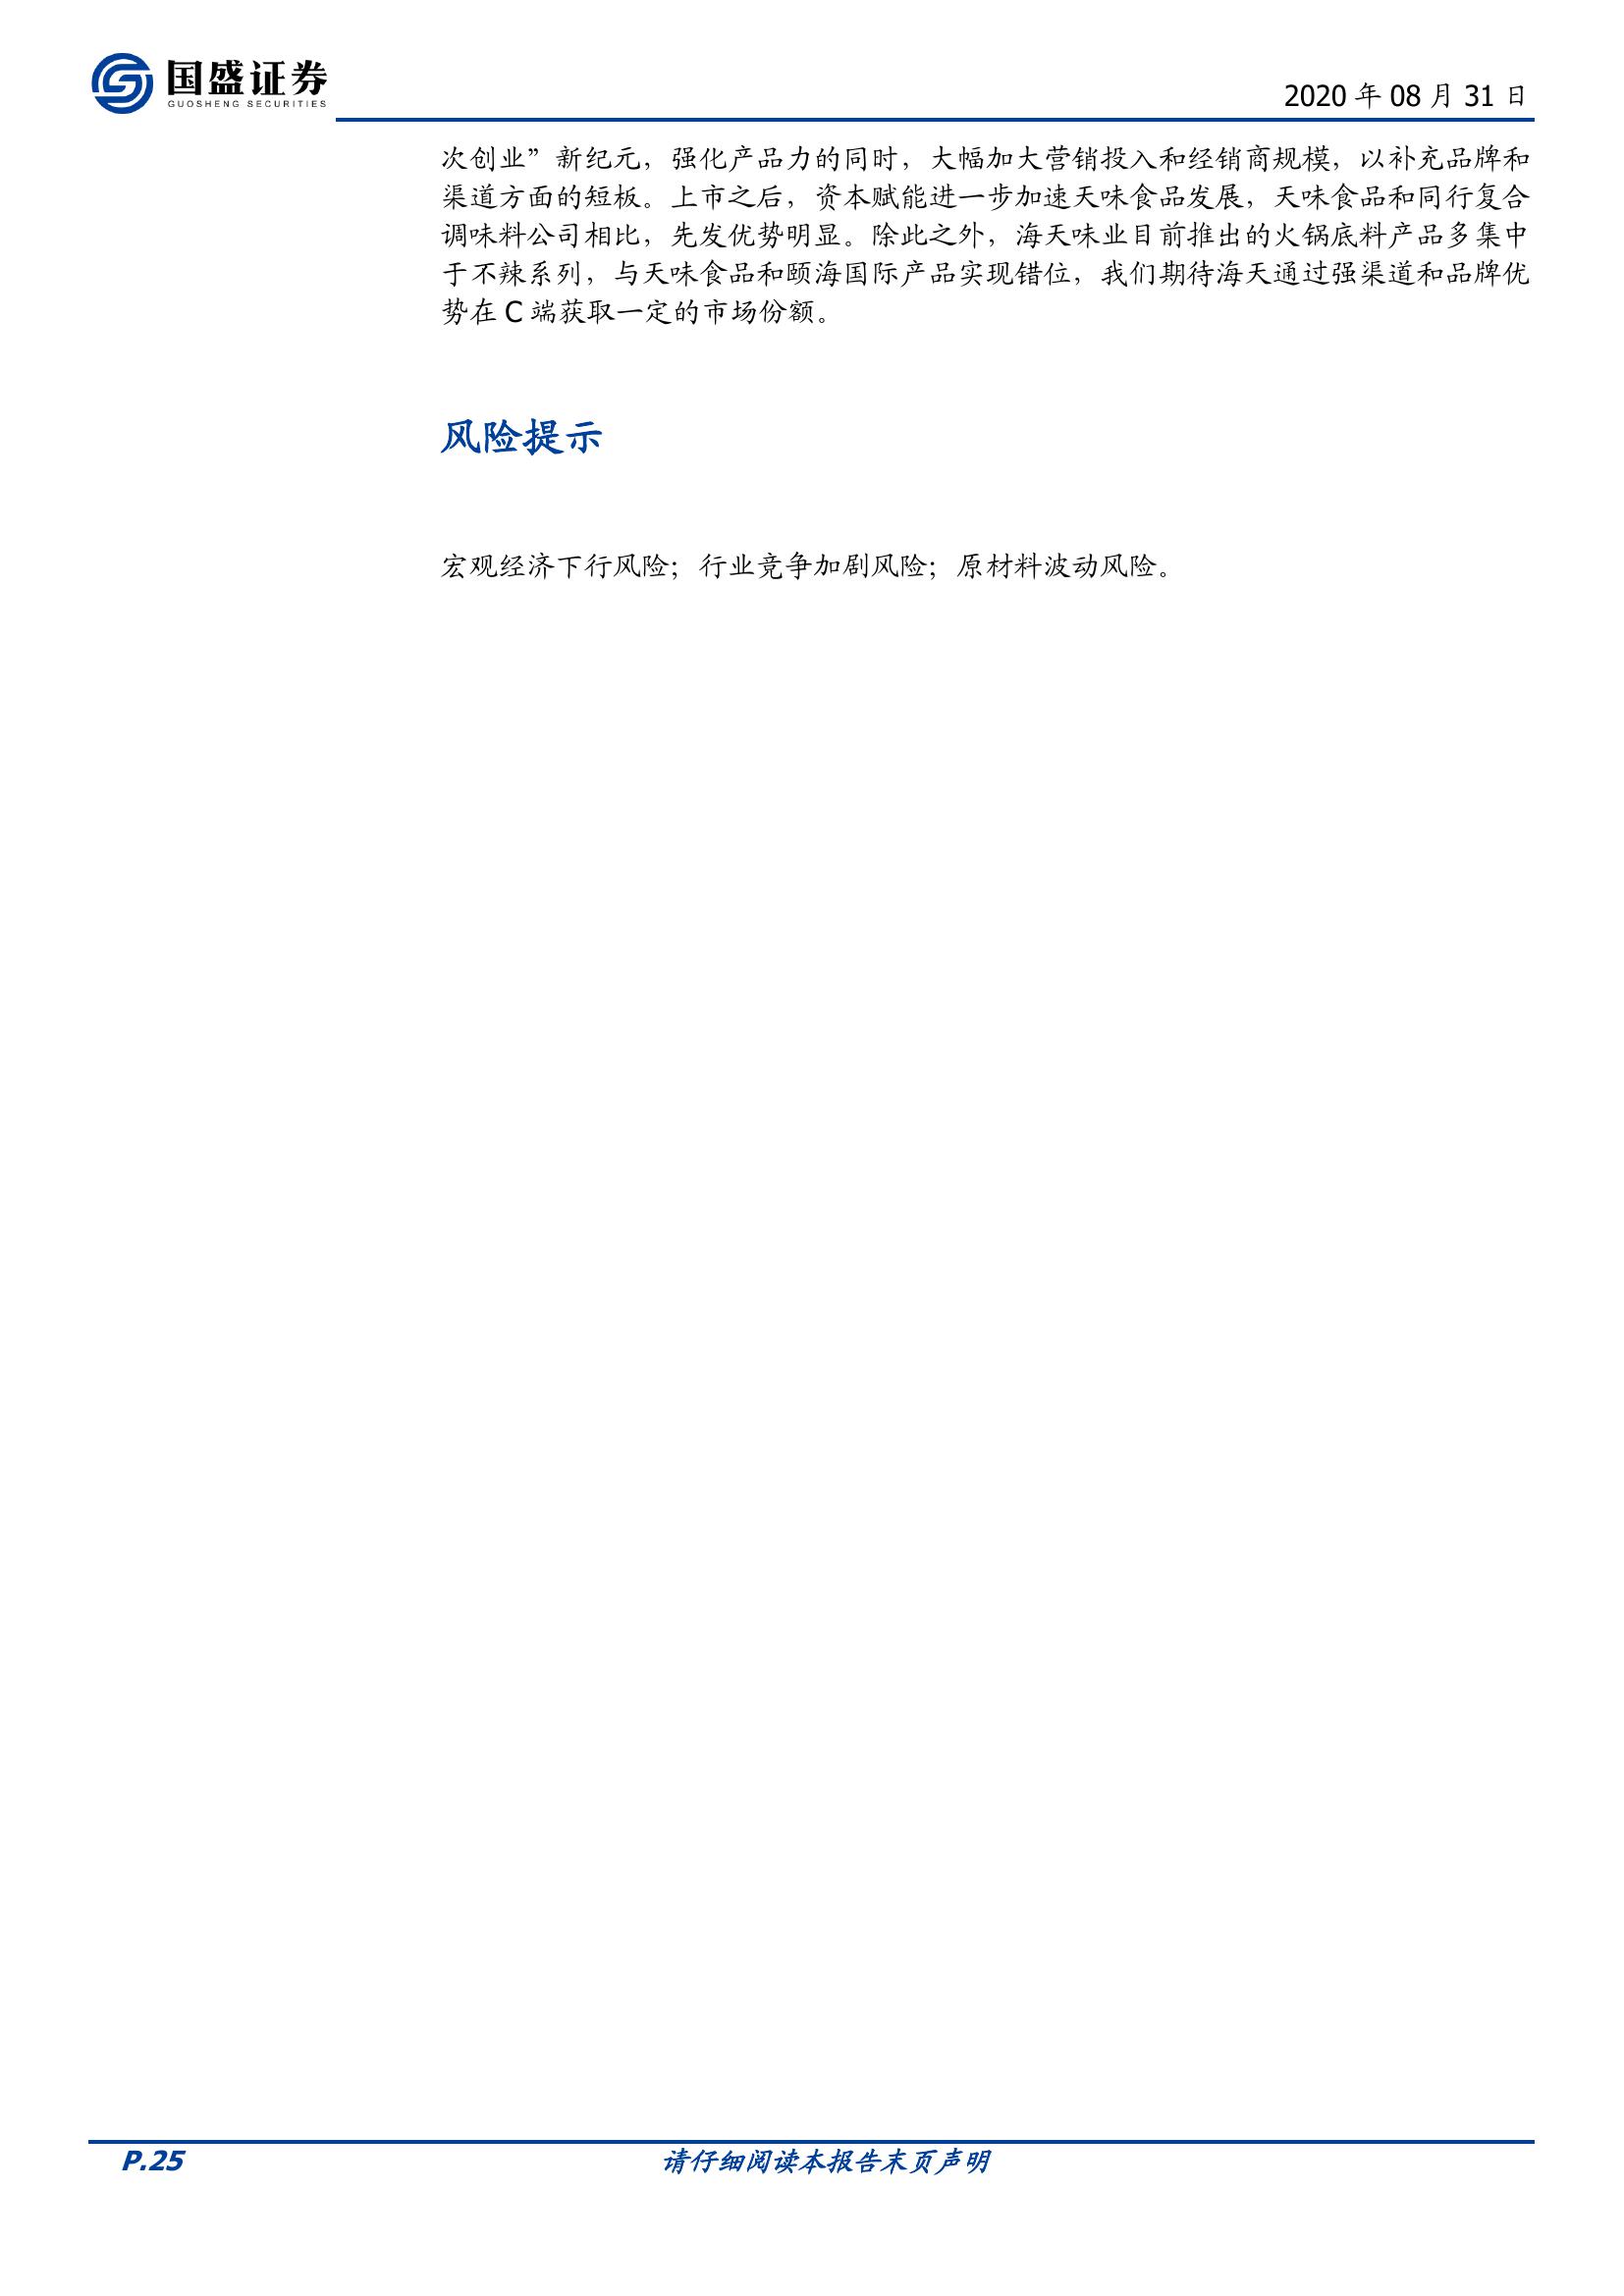 国盛证券
GUOSHENG SECURITIES
2020 年 08 月 31 日
次创业”新纪元，强化产品力的同时，大幅加大营销投入和经销商规模，以补充品牌和
渠道方面的短板。上市之后，资本赋能进一步加速天味食品发展，天味食品和同行复合
调味料公司相比，先发优势明显。除此之外，海天味业目前推出的火锅底料产品多集中
于不辣系列，与天味食品和颐海国际产品实现错位，我们期待海天通过强渠道和品牌优
势在 C 端获取一定的市场份额。
风险提示
宏观经济下行风险；行业竞争加剧风险；原材料波动风险。
P.25
请仔细阅读本报告末页声明